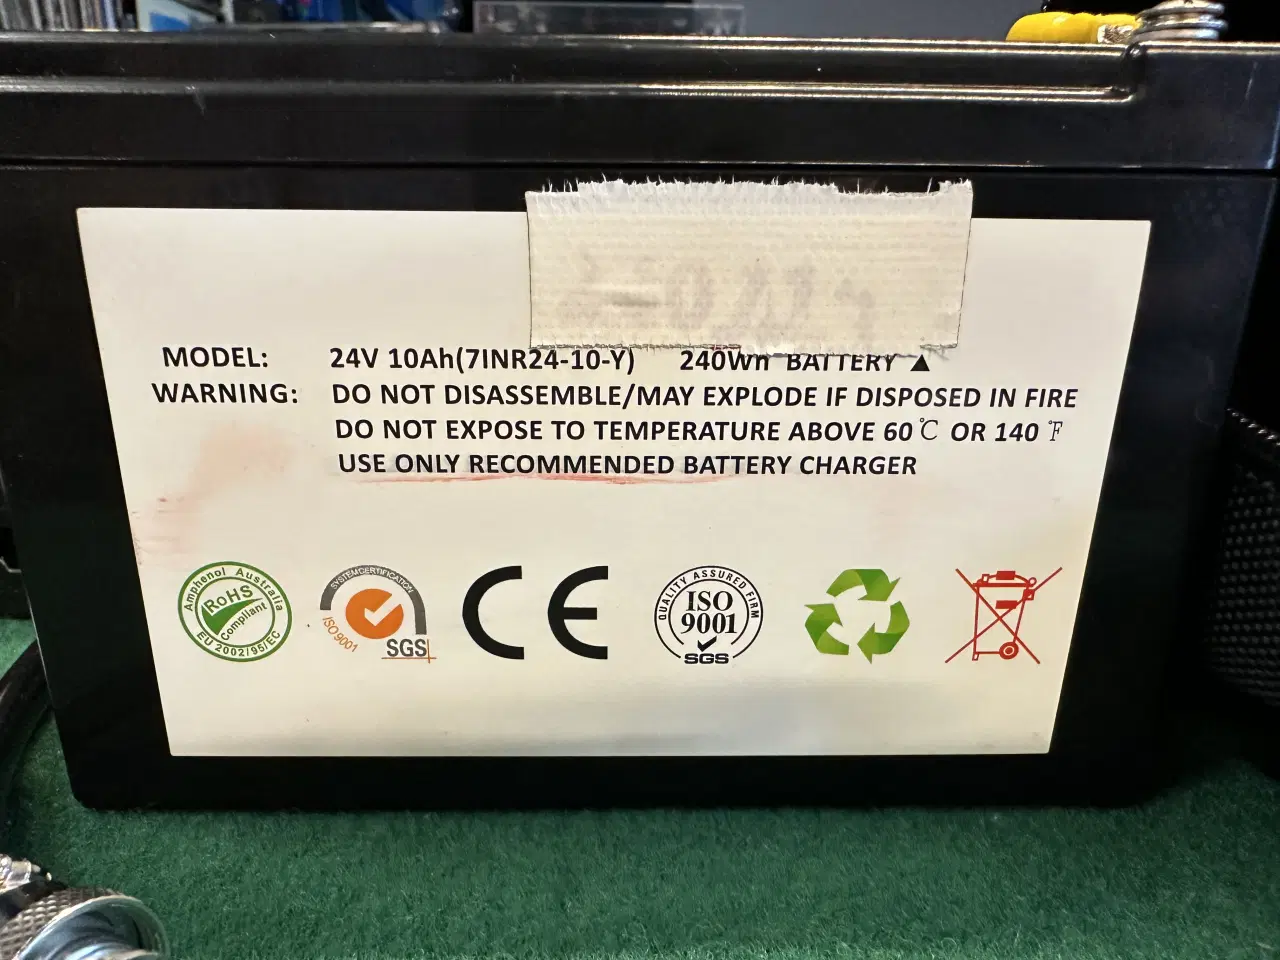 MODEL: 24V 10Ah(7INR24-10-Y) 240Wh BATTERY ▲
WARNING: DO NOT DISASSEMBLE/MAY EXPLODE IF DISPOSED IN FIRE
DO NOT EXPOSE TO TEMPERATURE ABOVE 60℃ OR 140℉
USE ONLY RECOMMENDED BATTERY CHARGER
Amphenol Australia
RoHS
Compliant
EU 2002/95/EC
SYSTEM CERTIFICATION
ISO 9001
SGS
CE
QUALITY ASSURED FIRM
ISO
9001
SGS